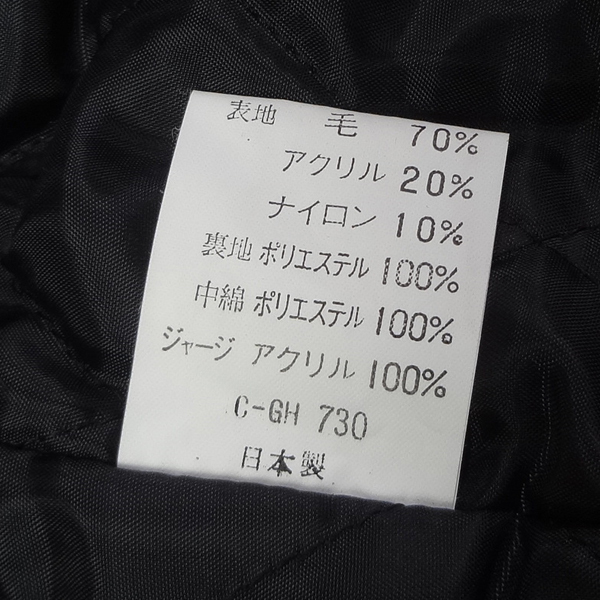 表地 毛 70%
アクリル 20%
ナイロン 10%
裏地 ポリエステル 100%
中綿 ポリエステル 100%
ジャージ アクリル 100%
C-GH 730
日本製